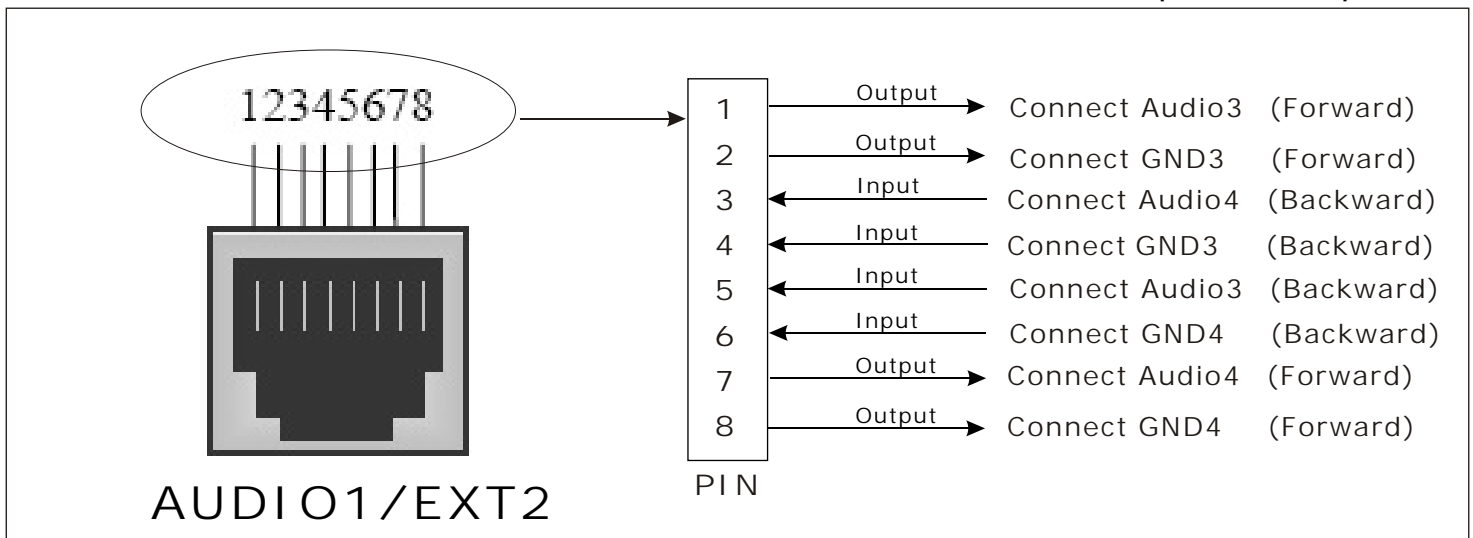 12345678
1 Output Connect Audio3 (Forward)
2 Output Connect GND3 (Forward)
3 Input Connect Audio4 (Backward)
4 Input Connect GND3 (Backward)
5 Input Connect Audio3 (Backward)
6 Input Connect GND4 (Backward)
7 Output Connect Audio4 (Forward)
8 Output Connect GND4 (Forward)
PIN
AUDIO1/EXT2